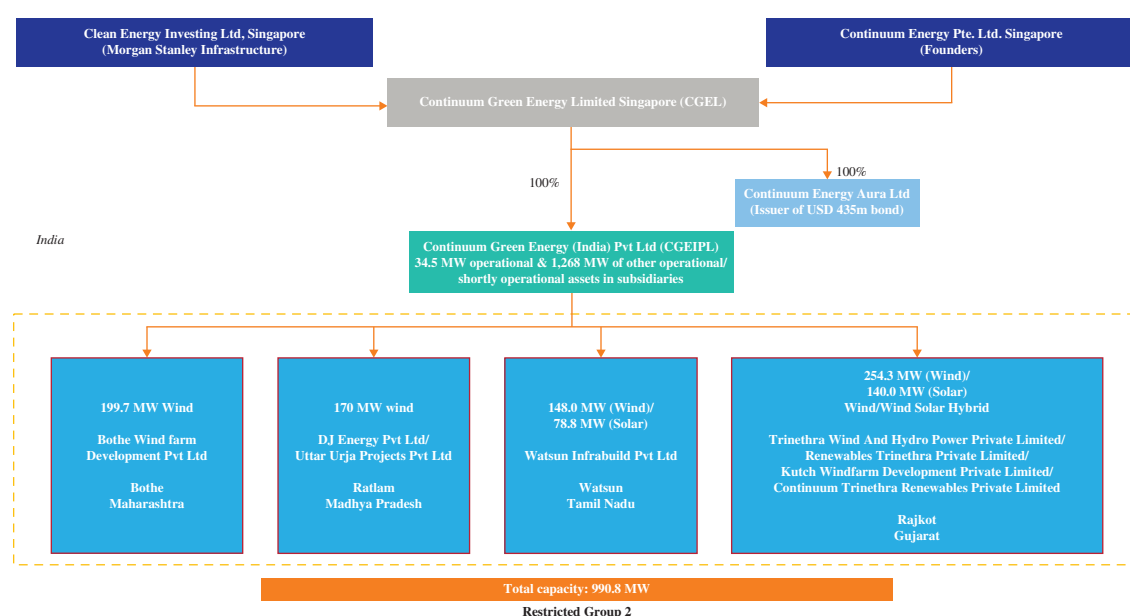 Clean Energy Investing Ltd, Singapore
(Morgan Stanley Infrastructure)
Continuum Energy Pte. Ltd. Singapore
(Founders)
Continuum Green Energy Limited Singapore (CGEL)
100%
100%
Continuum Energy Aura Ltd
(Issuer of USD 435m bond)
India
Continuum Green Energy (India) Pvt Ltd (CGEIPL)
34.5 MW operational & 1,268 MW of other operational/
shortly operational assets in subsidiaries
199.7 MW Wind
Bothe Wind farm
Development Pvt Ltd
Bothe
Maharashtra
170 MW wind
DJ Energy Pvt Ltd/
Uttar Urja Projects Pvt Ltd
Ratlam
Madhya Pradesh
148.0 MW (Wind)/
78.8 MW (Solar)
Watsun Infrabuild Pvt Ltd
Watsun
Tamil Nadu
254.3 MW (Wind)/
140.0 MW (Solar)
Wind/Wind Solar Hybrid
Trinethra Wind And Hydro Power Private Limited/
Renewables Trinethra Private Limited/
Kutch Windfarm Development Private Limited/
Continuum Trinethra Renewables Private Limited
Rajkot
Gujarat
Total capacity: 990.8 MW
Restricted Group 2